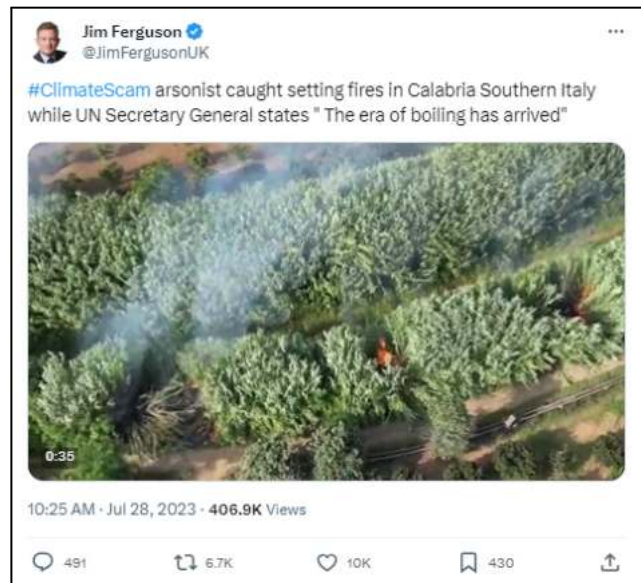 Jim Ferguson
@JimFergusonUK
#ClimateScam arsonist caught setting fires in Calabria Southern Italy
while UN Secretary General states " The era of boiling has arrived"
0:35
10:25 AM · Jul 28, 2023 · 406.9K Views
491 6.7K 10K 430